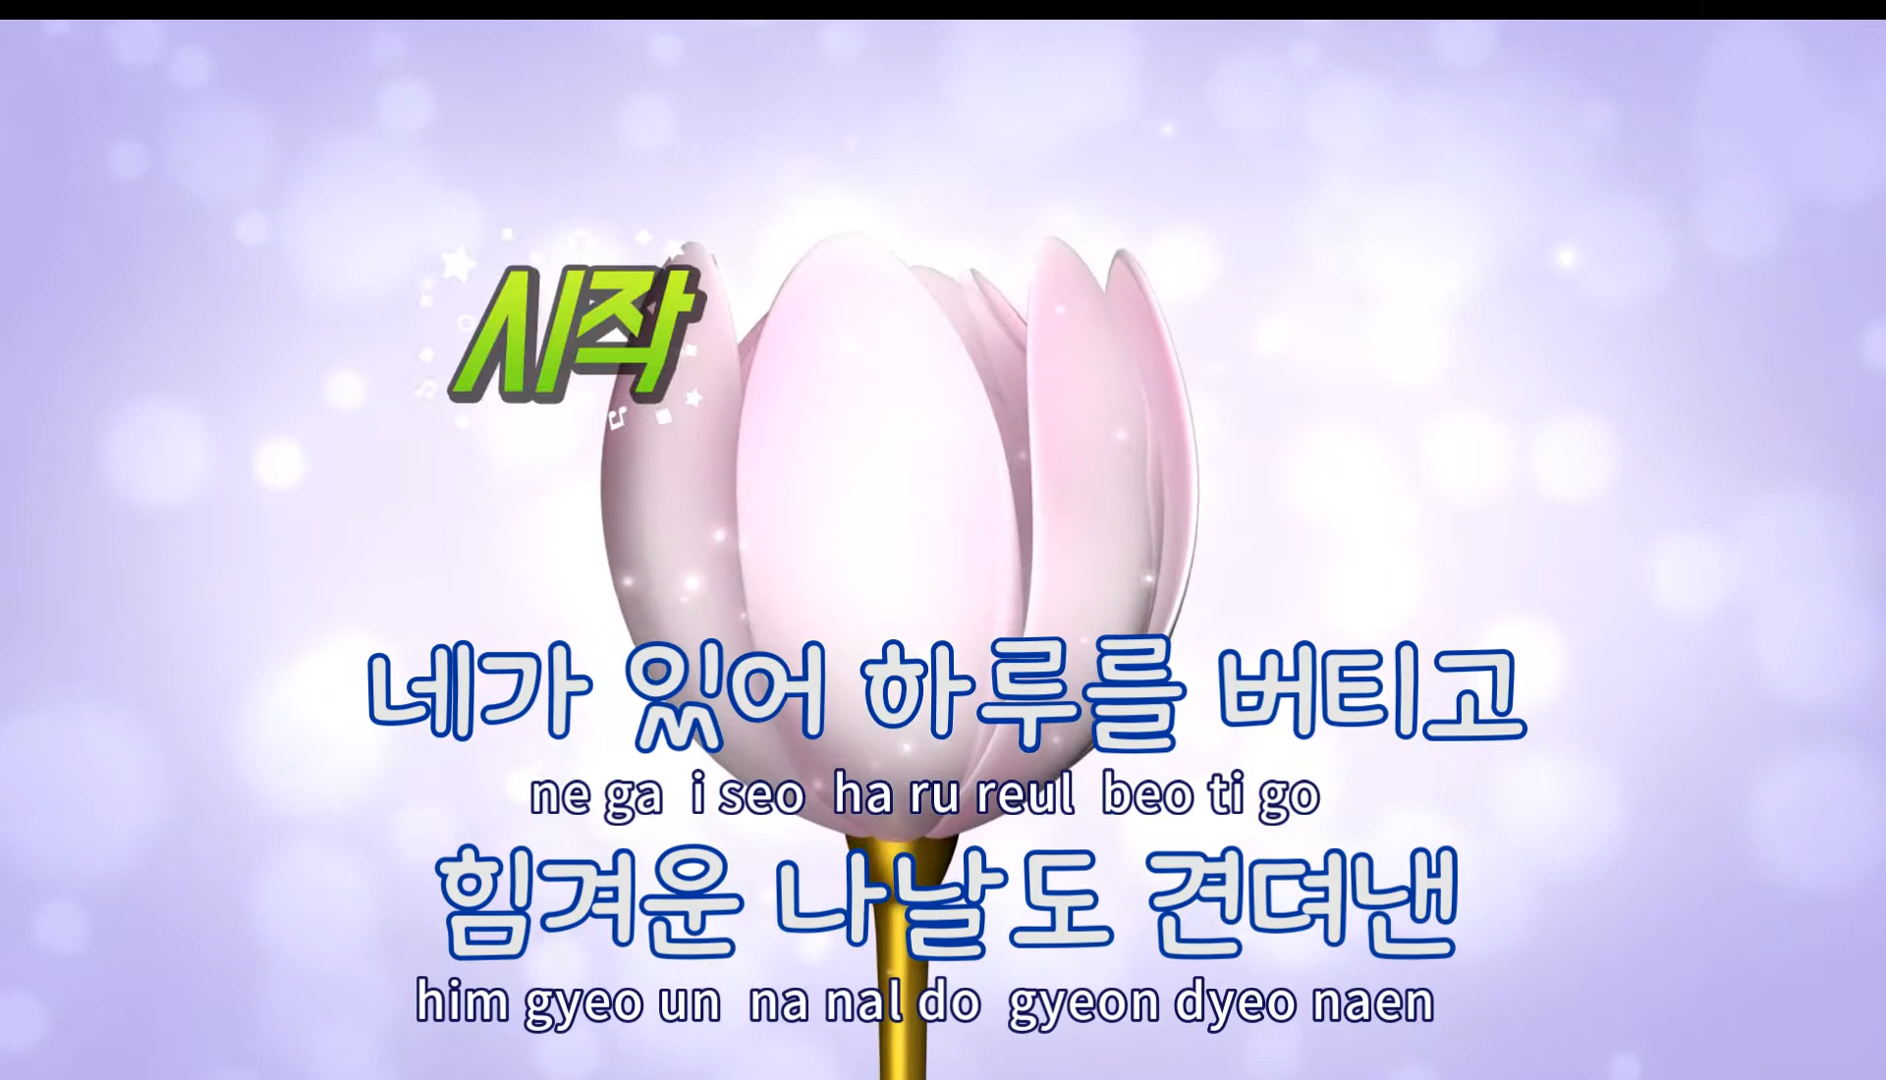 시작
네가 있어 하루를 버티고
ne ga i seo ha ru reul beo ti go
힘겨운 나날도 견뎌낸
him gyeo un na nal do gyeon dyeo naen